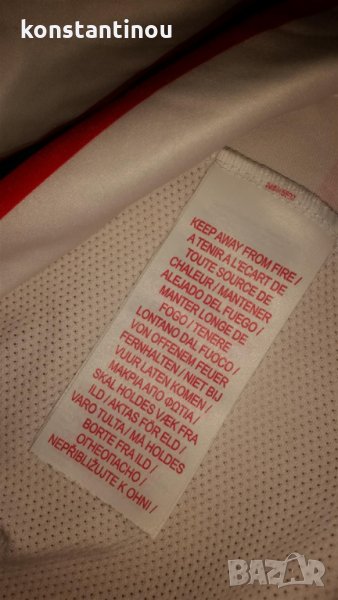 konstantinou
KEEP AWAY FROM FIRE /
A TENIR A L'ECART DE
TOUTE SOURCE DE
CHALEUR / MANTENER
ALEJADO DEL FUEGO /
MANTER LONGE DE
FOGO / TENERE
LONTANO DAL FUOCO /
VON OFFENEM FEUER
FERNHALTEN / NIET BIJ
VUUR LATEN KOMEN /
ΜΑΚΡΙΑ ΑΠΟ ΦΩΤΙΑ /
SKAL HOLDES VÆK FRA
ILD / AKTAS FÖR ELD /
VARO TULTA / MÅ HOLDES
BORTE FRA ILD /
ОГНЕОПАСНО /
NEPŘIBLIŽUJTE K OHNI /
BAZAR